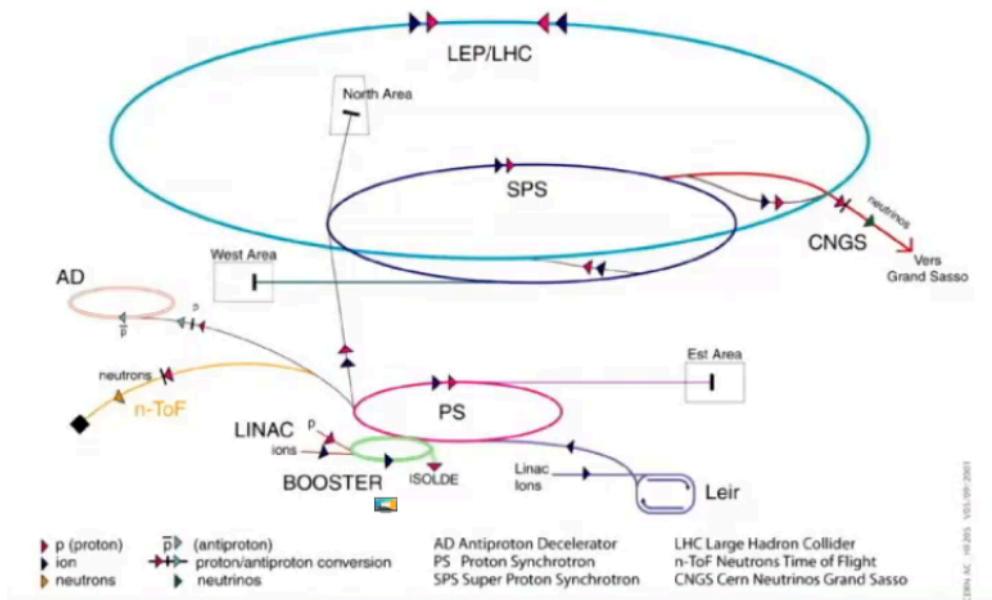 LEP/LHC
North Area
SPS
neutrinos
CNGS
Vers
Grand Sasso
West Area
AD
p
p̅
neutrons
n-ToF
Est Area
PS
LINAC
p
ions
BOOSTER
ISOLDE
Linac
Ions
Leir
p (proton)
ion
neutrons
p̅ (antiproton)
proton/antiproton conversion
neutrinos
AD Antiproton Decelerator
PS Proton Synchrotron
SPS Super Proton Synchrotron
LHC Large Hadron Collider
n-ToF Neutrons Time of Flight
CNGS Cern Neutrinos Grand Sasso